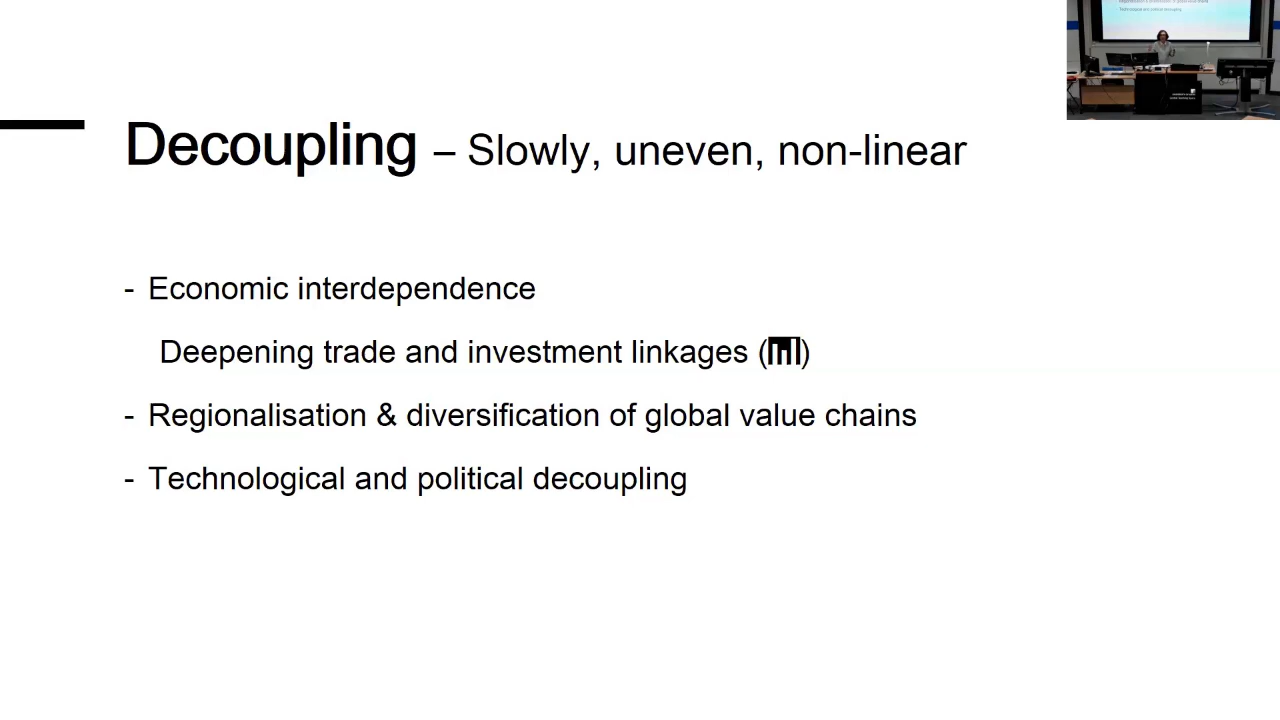 Decoupling – Slowly, uneven, non-linear
- Economic interdependence
Deepening trade and investment linkages ()
- Regionalisation & diversification of global value chains
- Technological and political decoupling